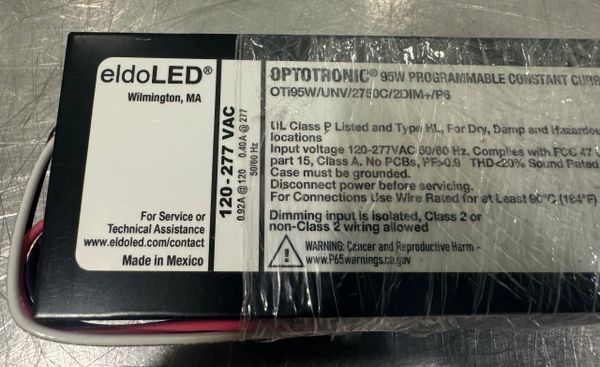 eldoLED®
Wilmington, MA
For Service or
Technical Assistance
www.eldoled.com/contact
Made in Mexico
120 - 277 VAC
0.92A @ 120 0.40A @ 277
50/60 Hz
OPTOTRONIC® 95W PROGRAMMABLE CONSTANT CURR
OTi95W/UNV/2750C/2DIM+/P6
UL Class P Listed and Type HL, For Dry, Damp and Hazardou
locations
Input voltage 120-277VAC 50/60 Hz, Complies with FCC 47 C
part 15, Class A. No PCBs, PF>0.9 THD<20% Sound Rated
Case must be grounded.
Disconnect power before servicing.
For Connections Use Wire Rated for at Least 90°C (194°F)
Dimming input is isolated, Class 2 or
non-Class 2 wiring allowed
WARNING: Cancer and Reproductive Harm -
www.P65warnings.ca.gov